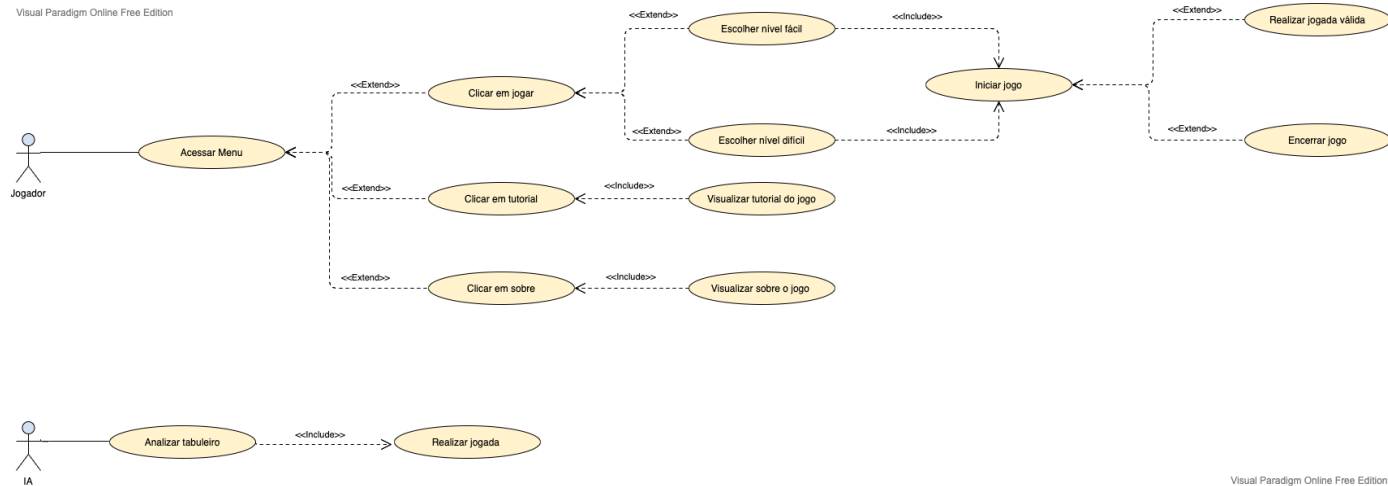 Visual Paradigm Online Free Edition
<<Extend>>
Realizar jogada válida
<<Extend>>
Escolher nível fácil
<<Include>>
<<Extend>>
Clicar em jogar
Iniciar jogo
<<Extend>>
Escolher nível difícil
<<Include>>
<<Extend>>
Encerrar jogo
Acessar Menu
Jogador
<<Extend>>
Clicar em tutorial
<<Include>>
Visualizar tutorial do jogo
<<Extend>>
Clicar em sobre
<<Include>>
Visualizar sobre o jogo
Analizar tabuleiro
<<Include>>
Realizar jogada
IA
Visual Paradigm Online Free Edition